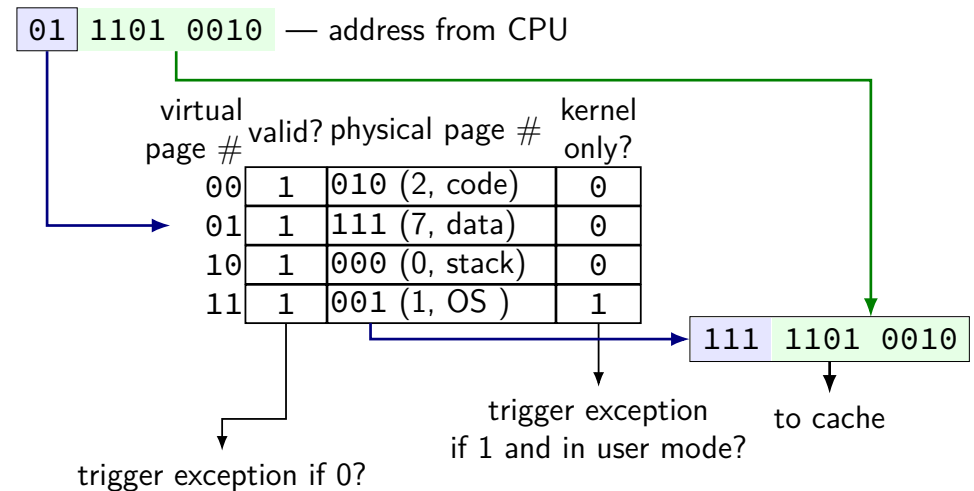 01 1101 0010 — address from CPU
virtual page # valid? physical page # kernel only?
00 1 010 (2, code) 0
01 1 111 (7, data) 0
10 1 000 (0, stack) 0
11 1 001 (1, OS ) 1
111 1101 0010
to cache
trigger exception
if 1 and in user mode?
trigger exception if 0?